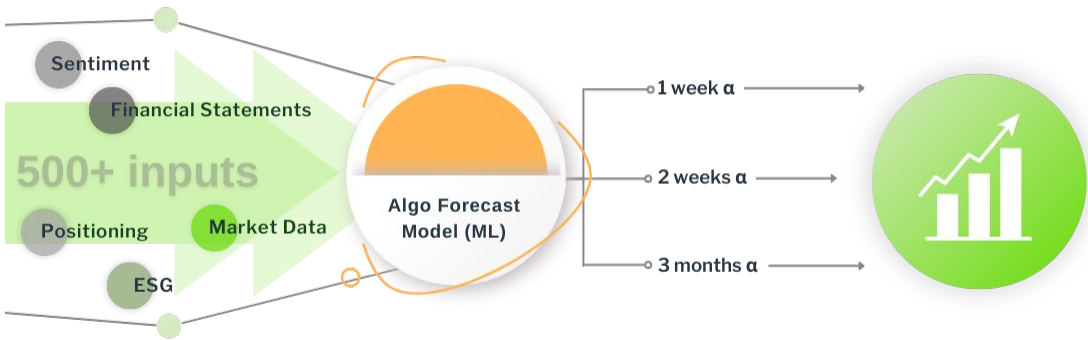 Sentiment
Financial Statements
500+ inputs
Positioning
Market Data
ESG
Algo Forecast
Model (ML)
1 week α
2 weeks α
3 months α